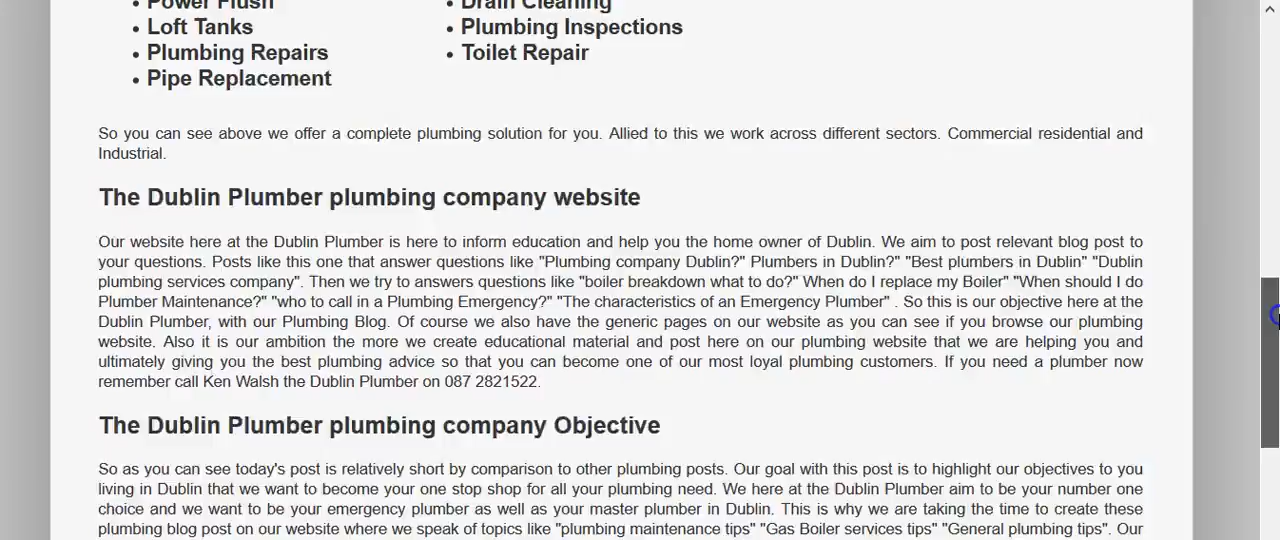 Power Flush
Drain Cleaning
Loft Tanks
Plumbing Inspections
Plumbing Repairs
Toilet Repair
Pipe Replacement
So you can see above we offer a complete plumbing solution for you. Allied to this we work across different sectors. Commercial residential and
Industrial.
The Dublin Plumber plumbing company website
Our website here at the Dublin Plumber is here to inform education and help you the home owner of Dublin. We aim to post relevant blog post to
your questions. Posts like this one that answer questions like "Plumbing company Dublin?" Plumbers in Dublin?" "Best plumbers in Dublin" "Dublin
plumbing services company". Then we try to answers questions like "boiler breakdown what to do?" When do I replace my Boiler" "When should I do
Plumber Maintenance?" "who to call in a Plumbing Emergency?" "The characteristics of an Emergency Plumber" . So this is our objective here at the
Dublin Plumber, with our Plumbing Blog. Of course we also have the generic pages on our website as you can see if you browse our plumbing
website. Also it is our ambition the more we create educational material and post here on our plumbing website that we are helping you and
ultimately giving you the best plumbing advice so that you can become one of our most loyal plumbing customers. If you need a plumber now
remember call Ken Walsh the Dublin Plumber on 087 2821522.
The Dublin Plumber plumbing company Objective
So as you can see today's post is relatively short by comparison to other plumbing posts. Our goal with this post is to highlight our objectives to you
living in Dublin that we want to become your one stop shop for all your plumbing need. We here at the Dublin Plumber aim to be your number one
choice and we want to be your emergency plumber as well as your master plumber in Dublin. This is why we are taking the time to create these
plumbing blog post on our website where we speak of topics like "plumbing maintenance tips" "Gas Boiler services tips" "General plumbing tips". Our